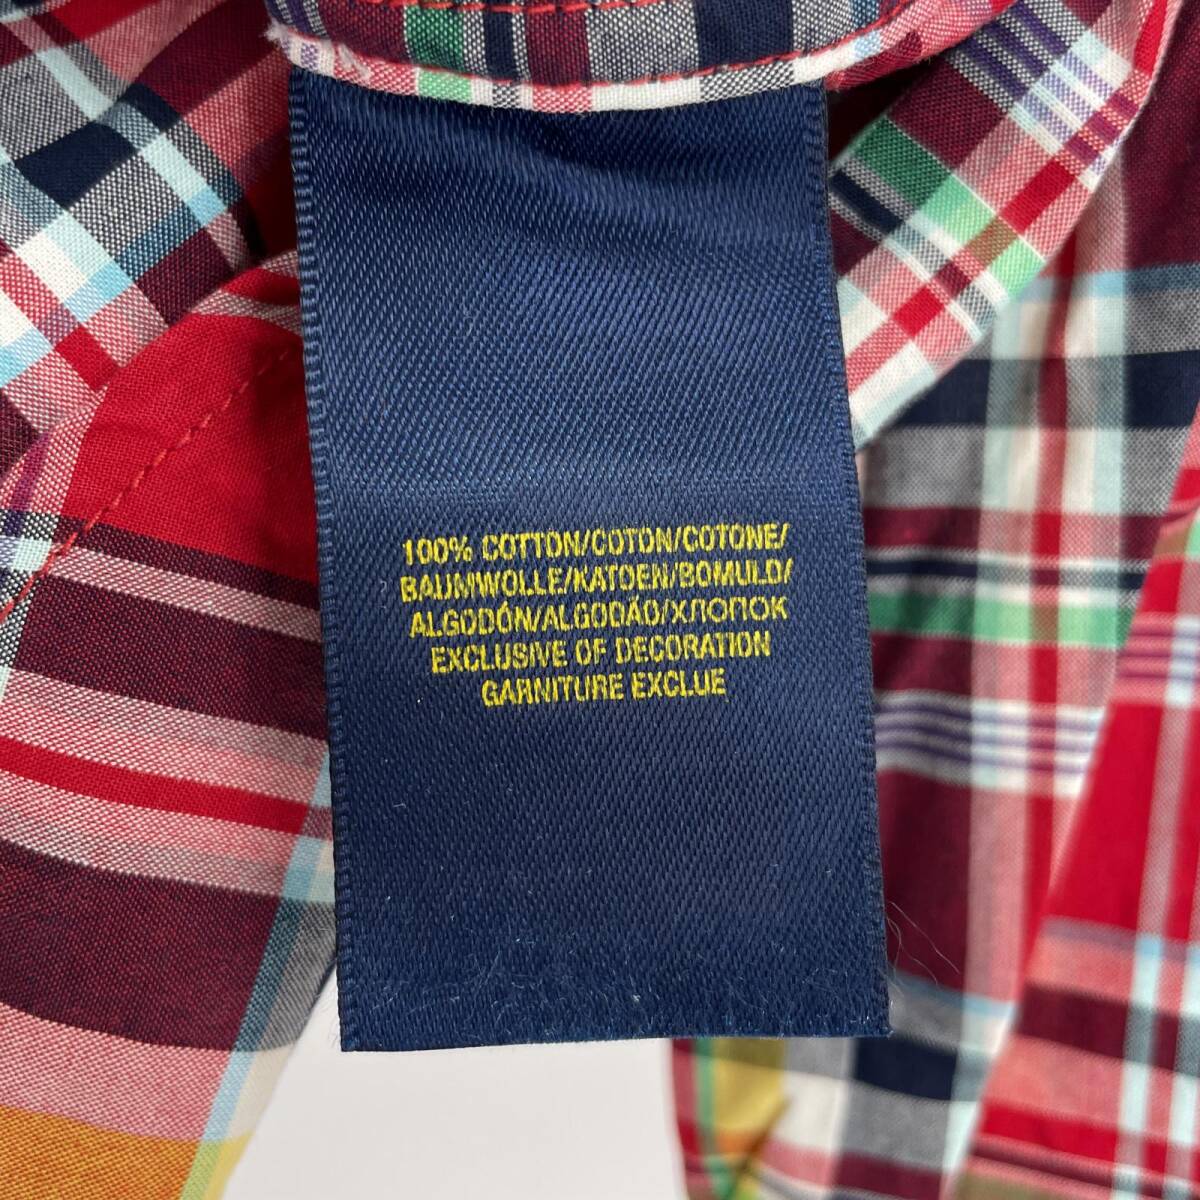 100% COTTON/COTON/COTONE/
BAUMWOLLE/KATOEN/BOMULD/
ALGODÓN/ALGODÃO/ХЛОПОК
EXCLUSIVE OF DECORATION
GARNITURE EXCLUE